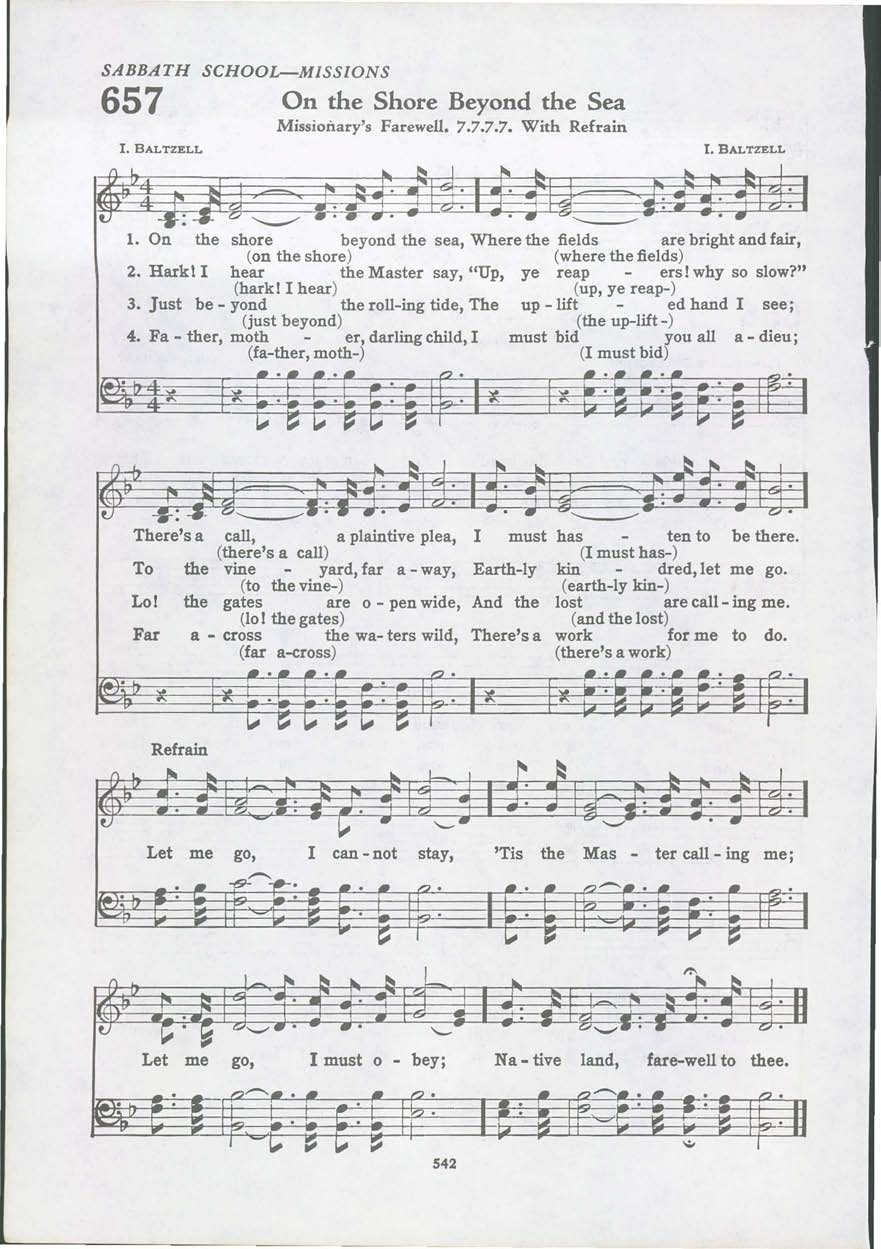 SABBATH SCHOOL—MISSIONS
657 On the Shore Beyond the Sea
Missionary's Farewell. 7.7.7.7. With Refrain
I. BALTZELL I. BALTZELL
1. On the shore beyond the sea, Where the fields are bright and fair,
(on the shore) (where the fields)
2. Hark! I hear the Master say, “Up, ye reap - ers! why so slow?”
(hark! I hear) (up, ye reap-)
3. Just be - yond the roll-ing tide, The up - lift - ed hand I see;
(just beyond) (the up-lift-)
4. Fa - ther, moth - er, darling child, I must bid you all a - dieu;
(fa-ther, moth-) (I must bid)
There's a call, a plaintive plea, I must has - ten to be there.
(there's a call) (I must has-)
To the vine - yard, far a - way, Earth-ly kin - dred, let me go.
(to the vine-) (earth-ly kin-)
Lo! the gates are o - pen wide, And the lost are call - ing me.
(lo! the gates) (and the lost)
Far a - cross the wa- ters wild, There's a work for me to do.
(far a-cross) (there's a work)
Refrain
Let me go, I can - not stay, 'Tis the Mas - ter call - ing me;
Let me go, I must o - bey; Na - tive land, fare-well to thee.
542